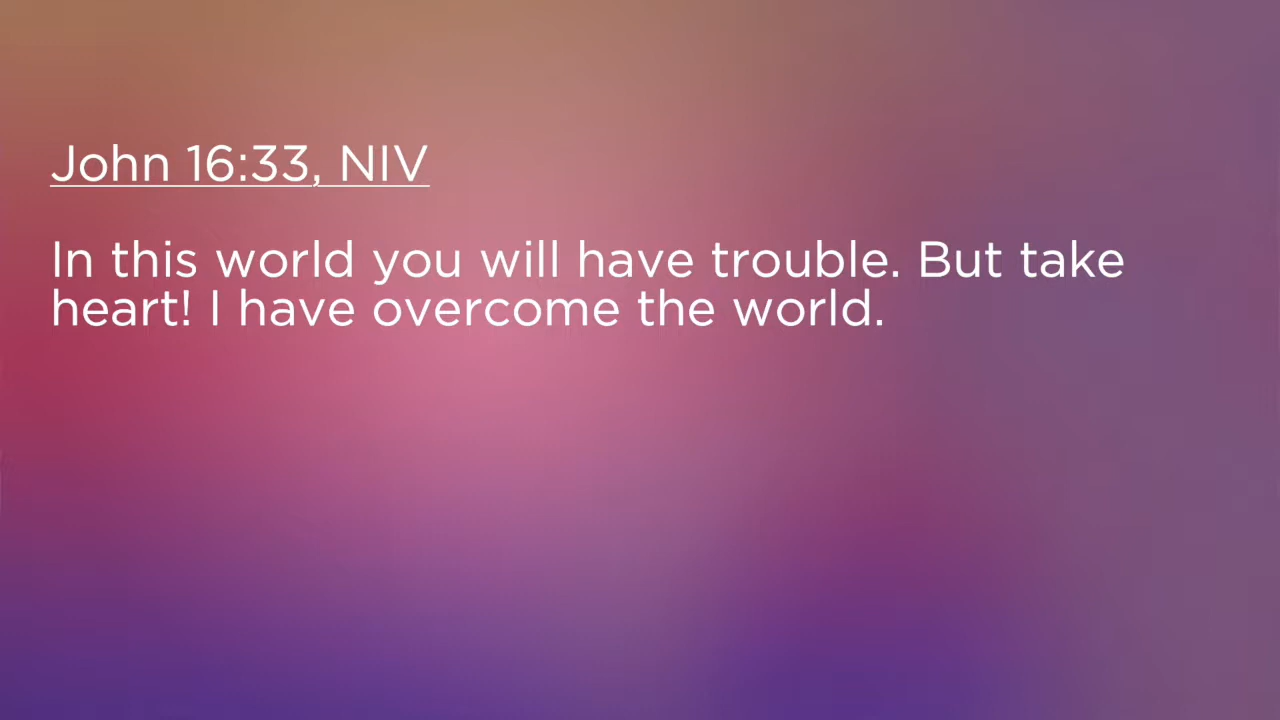 John 16:33, NIV
In this world you will have trouble. But take
heart! I have overcome the world.